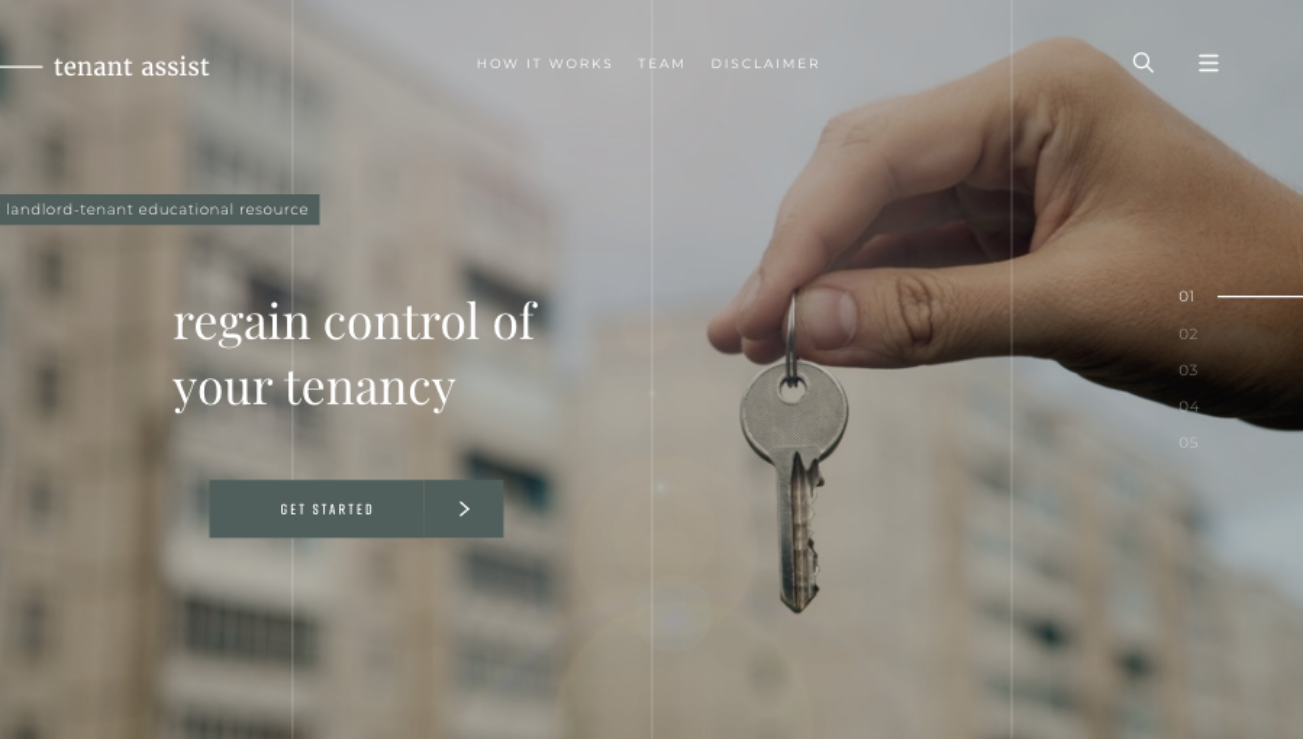 tenant assist
HOW IT WORKS TEAM DISCLAIMER
landlord-tenant educational resource
regain control of
your tenancy
GET STARTED
01
02
03
04
05